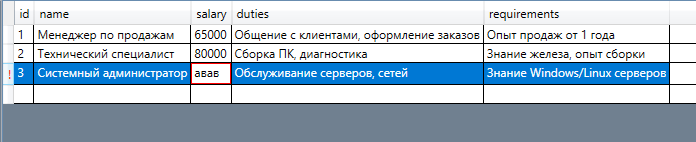 id name salary duties requirements
1 Менеджер по продажам 65000 Общение с клиентами, оформление заказов Опыт продаж от 1 года
2 Технический специалист 80000 Сборка ПК, диагностика Знание железа, опыт сборки
! 3 Системный администратор авав Обслуживание серверов, сетей Знание Windows/Linux серверов